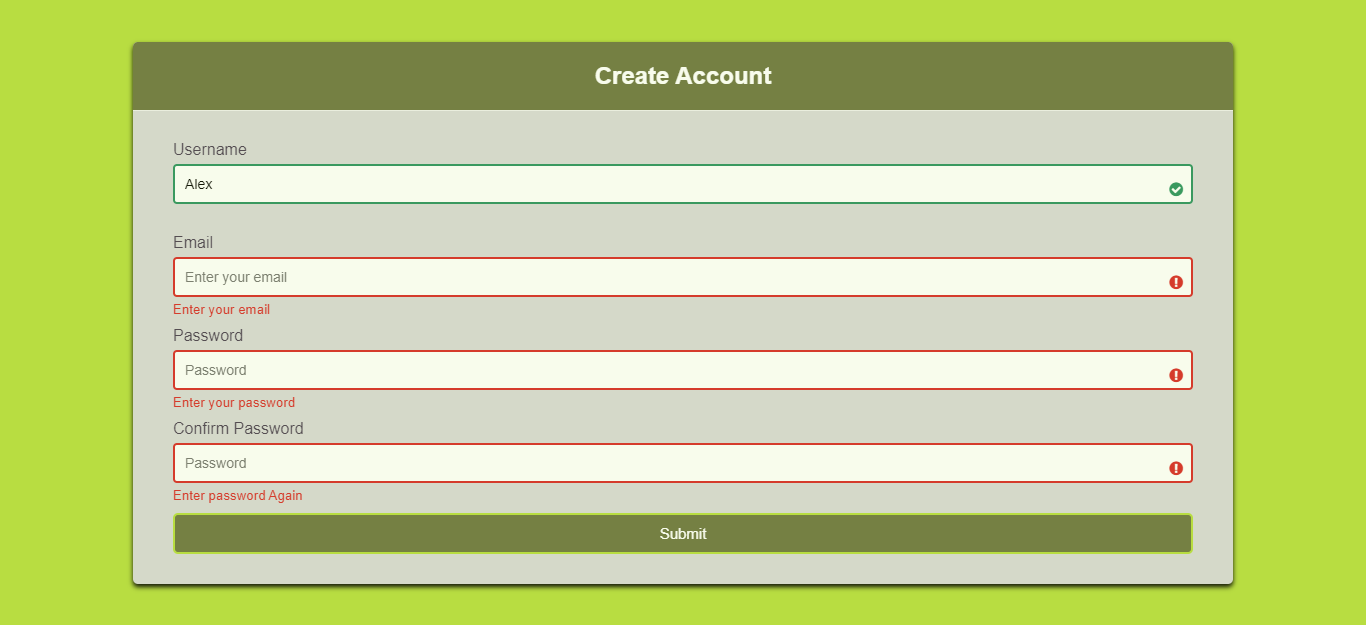 Create Account
Username
Alex
Email
Enter your email
Enter your email
Password
Password
Enter your password
Confirm Password
Password
Enter password Again
Submit